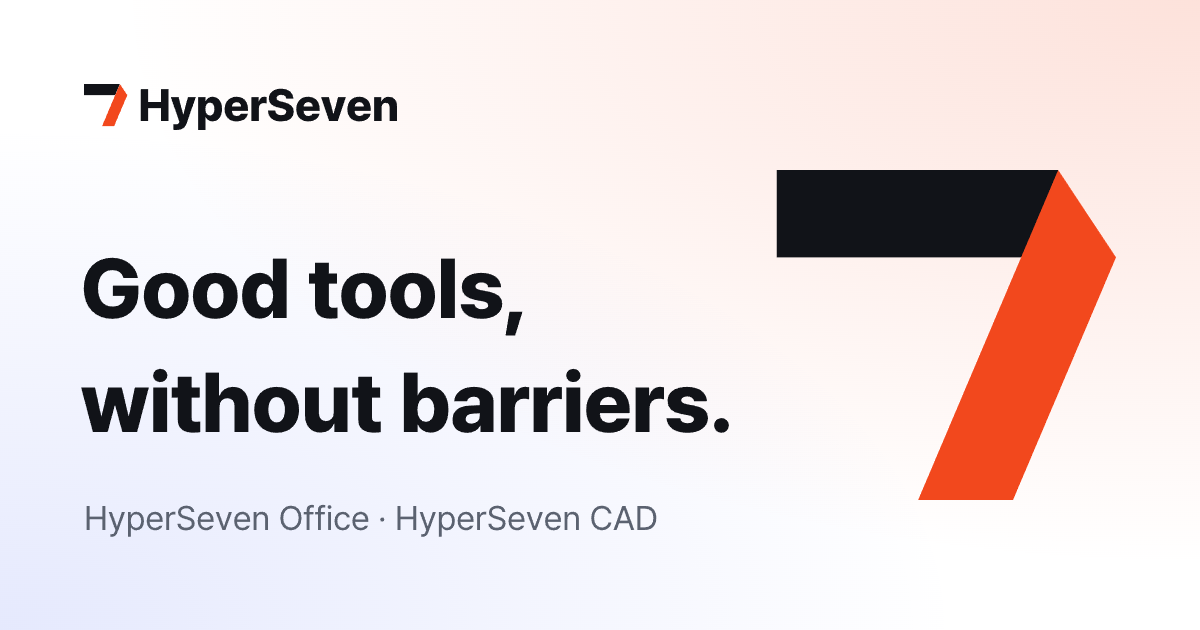 HyperSeven
Good tools,
without barriers.
HyperSeven Office · HyperSeven CAD